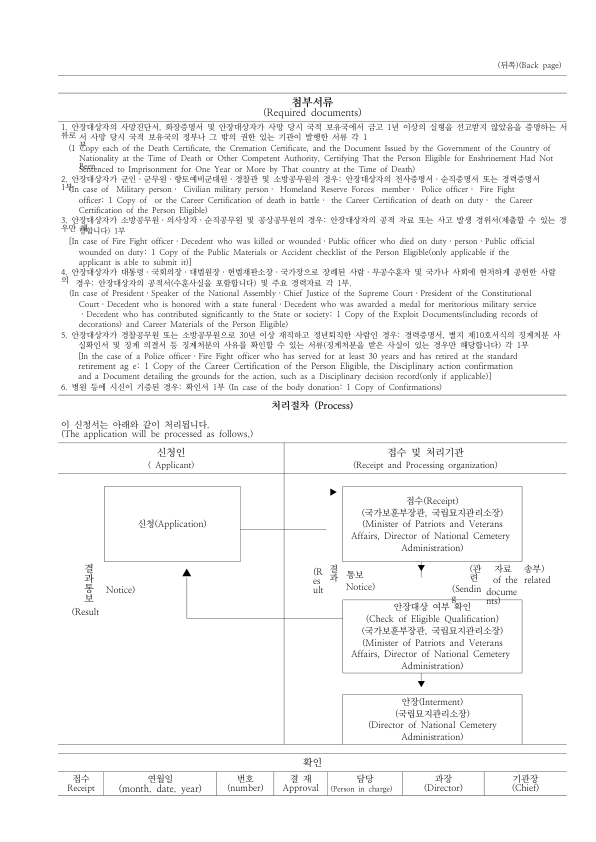 (뒤쪽)(Back page)
첨부서류
(Required documents)
1. 안장대상자의 사망진단서, 화장증명서 및 안장대상자가 사망 당시 국적 보유국에서 금고 1년 이상의 실형을 선고받지 않았음을 증명하는 서
서 사망 당시 국적 보유국의 정부나 그 밖의 권한 있는 기관이 발행한 서류 각 1
(1 Copy each of the Death Certificate, the Cremation Certificate, and the Document Issued by the Government of the Country of
Nationality at the Time of Death or Other Competent Authority, Certifying That the Person Eligible for Enshrinement Had Not
Sentenced to Imprisonment for One Year or More by That country at the Time of Death)
2. 안장대상자가 군인ㆍ군무원ㆍ향토예비군대원ㆍ경찰관 및 소방공무원의 경우: 안장대상자의 전사증명서ㆍ순직증명서 또는 경력증명서
1부
(In case of Military personㆍ Civilian military personㆍ Homeland Reserve Forces memberㆍ Police officerㆍ Fire Fight
officer: 1 Copy of or the Career Certification of death in battleㆍ the Career Certification of death on dutyㆍ the Career
Certification of the Person Eligible)
3. 안장대상자가 소방공무원ㆍ의사상자ㆍ순직공무원 및 공상공무원의 경우: 안장대상자의 공적 자료 또는 사고 발생 경위서(제출할 수 있는 경
우만 해당합니다) 1부
[In case of Fire Fight officerㆍDecedent who was killed or woundedㆍPublic officer who died on dutyㆍpersonㆍPublic official
wounded on duty: 1 Copy of the Public Materials or Accident checklist of the Person Eligible(only applicable if the
applicant is able to submit it)]
4. 안장대상자가 대통령ㆍ국회의장ㆍ대법원장ㆍ헌법재판소장ㆍ국가장으로 장례된 사람ㆍ무공수훈자 및 국가나 사회에 현저하게 공헌한 사람
의 경우: 안장대상자의 공적서(수훈사실을 포함합니다) 및 주요 경력자료 각 1부.
(In case of PresidentㆍSpeaker of the National AssemblyㆍChief Justice of the Supreme CourtㆍPresident of the Constitutional
CourtㆍDecedent who is honored with a state funeralㆍDecedent who was awarded a medal for meritorious military service
ㆍDecedent who has contributed significantly to the State or society: 1 Copy of the Exploit Documents(including records of
decorations) and Career Materials of the Person Eligible)
5. 안장대상자가 경찰공무원 또는 소방공무원으로 30년 이상 재직하고 정년퇴직한 사람인 경우: 경력증명서, 별지 제10호서식의 징계처분 사
실확인서 및 징계 의결서 등 징계처분의 사유를 확인할 수 있는 서류(징계처분을 받은 사실이 있는 경우만 해당합니다) 각 1부
[In the case of a Police officerㆍFire Fight officer who has served for at least 30 years and has retired at the standard
retirement ag e: 1 Copy of the Career Certification of the Person Eligible, the Disciplinary action confirmation
and a Document detailing the grounds for the action, such as a Disciplinary decision record(only if applicable)]
6. 병원 등에 시신이 기증된 경우: 확인서 1부 (In case of the body donation: 1 Copy of Confirmations)
처리절차 (Process)
이 신청서는 아래와 같이 처리됩니다.
(The application will be processed as follows.)
신청인
( Applicant)
접수 및 처리기관
(Receipt and Processing organization)
신청(Application)
접수(Receipt)
(국가보훈부장관, 국립묘지관리소장)
(Minister of Patriots and Veterans
Affairs, Director of National Cemetery
Administration)
결과통보
(Result Notice)
결과 통보
(Result Notice)
(관련 자료 송부)
(Sending of the related documents)
안장대상 여부 확인
(Check of Eligible Qualification)
(국가보훈부장관, 국립묘지관리소장)
(Minister of Patriots and Veterans
Affairs, Director of National Cemetery
Administration)
안장(Interment)
(국립묘지관리소장)
(Director of National Cemetery
Administration)
확인
접수 연월일 번호 결 재 담당 과장 기관장
Receipt (month, date, year) (number) Approval (Person in charge) (Director) (Chief)